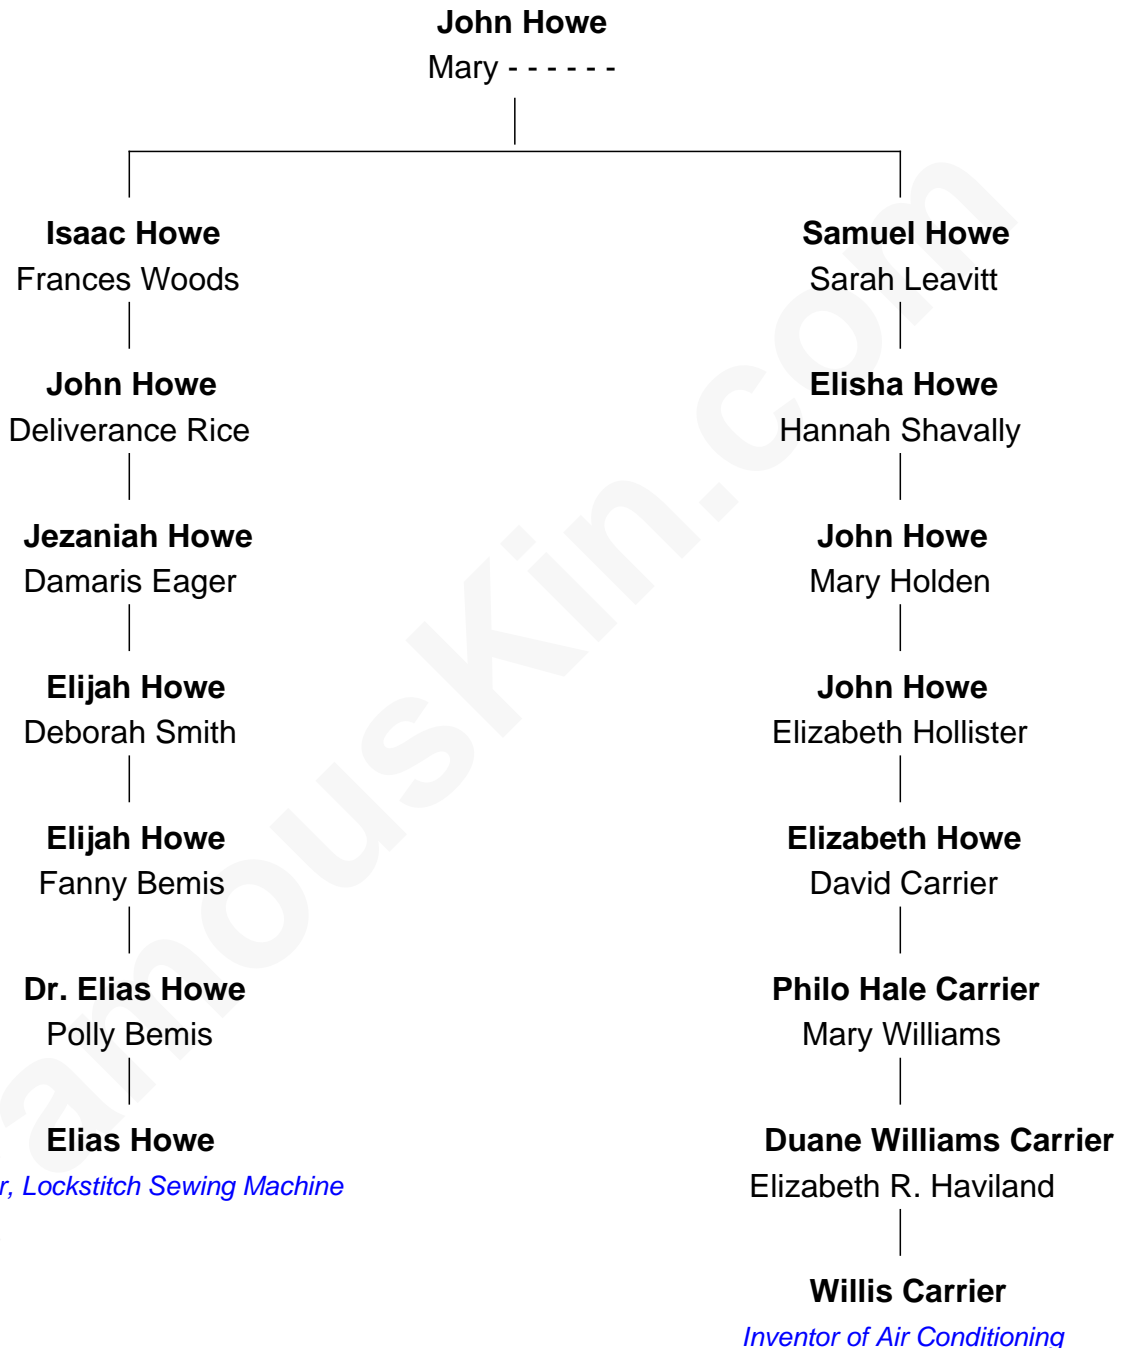 John Howe
Mary - - - - - -
Isaac Howe
Frances Woods
Samuel Howe
Sarah Leavitt
John Howe
Deliverance Rice
Elisha Howe
Hannah Shavally
Jezaniah Howe
Damaris Eager
John Howe
Mary Holden
Elijah Howe
Deborah Smith
John Howe
Elizabeth Hollister
Elijah Howe
Fanny Bemis
Elizabeth Howe
David Carrier
Dr. Elias Howe
Polly Bemis
Philo Hale Carrier
Mary Williams
Elias Howe
r, Lockstitch Sewing Machine
Duane Williams Carrier
Elizabeth R. Haviland
Willis Carrier
Inventor of Air Conditioning
amousKin.com